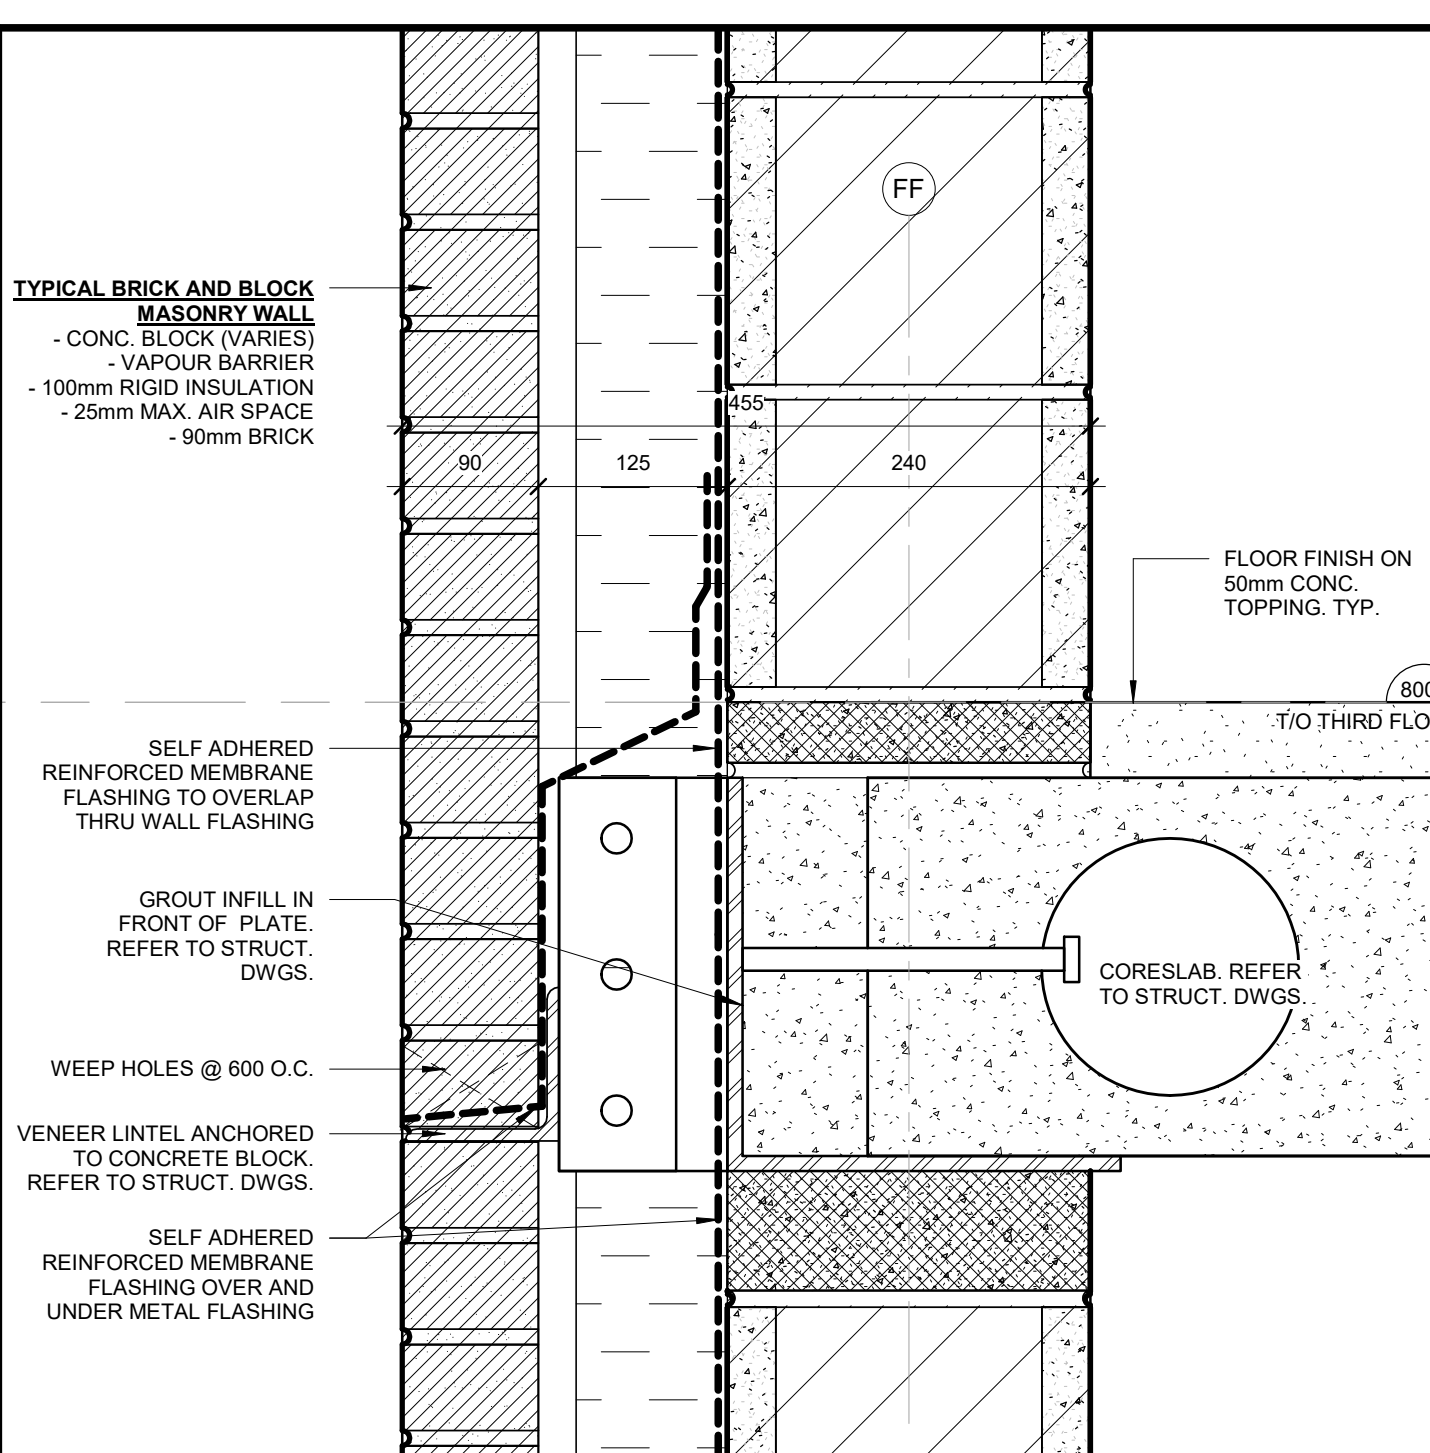 FF
TYPICAL BRICK AND BLOCK
MASONRY WALL
- CONC. BLOCK (VARIES)
- VAPOUR BARRIER
- 100mm RIGID INSULATION
- 25mm MAX. AIR SPACE
- 90mm BRICK
455
90
125
240
FLOOR FINISH ON
50mm CONC.
TOPPING. TYP.
800
T/O THIRD FLO
SELF ADHERED
REINFORCED MEMBRANE
FLASHING TO OVERLAP
THRU WALL FLASHING
GROUT INFILL IN
FRONT OF PLATE.
REFER TO STRUCT.
DWGS.
CORESLAB. REFER
TO STRUCT. DWGS.
WEEP HOLES @ 600 O.C.
VENEER LINTEL ANCHORED
TO CONCRETE BLOCK.
REFER TO STRUCT. DWGS.
SELF ADHERED
REINFORCED MEMBRANE
FLASHING OVER AND
UNDER METAL FLASHING